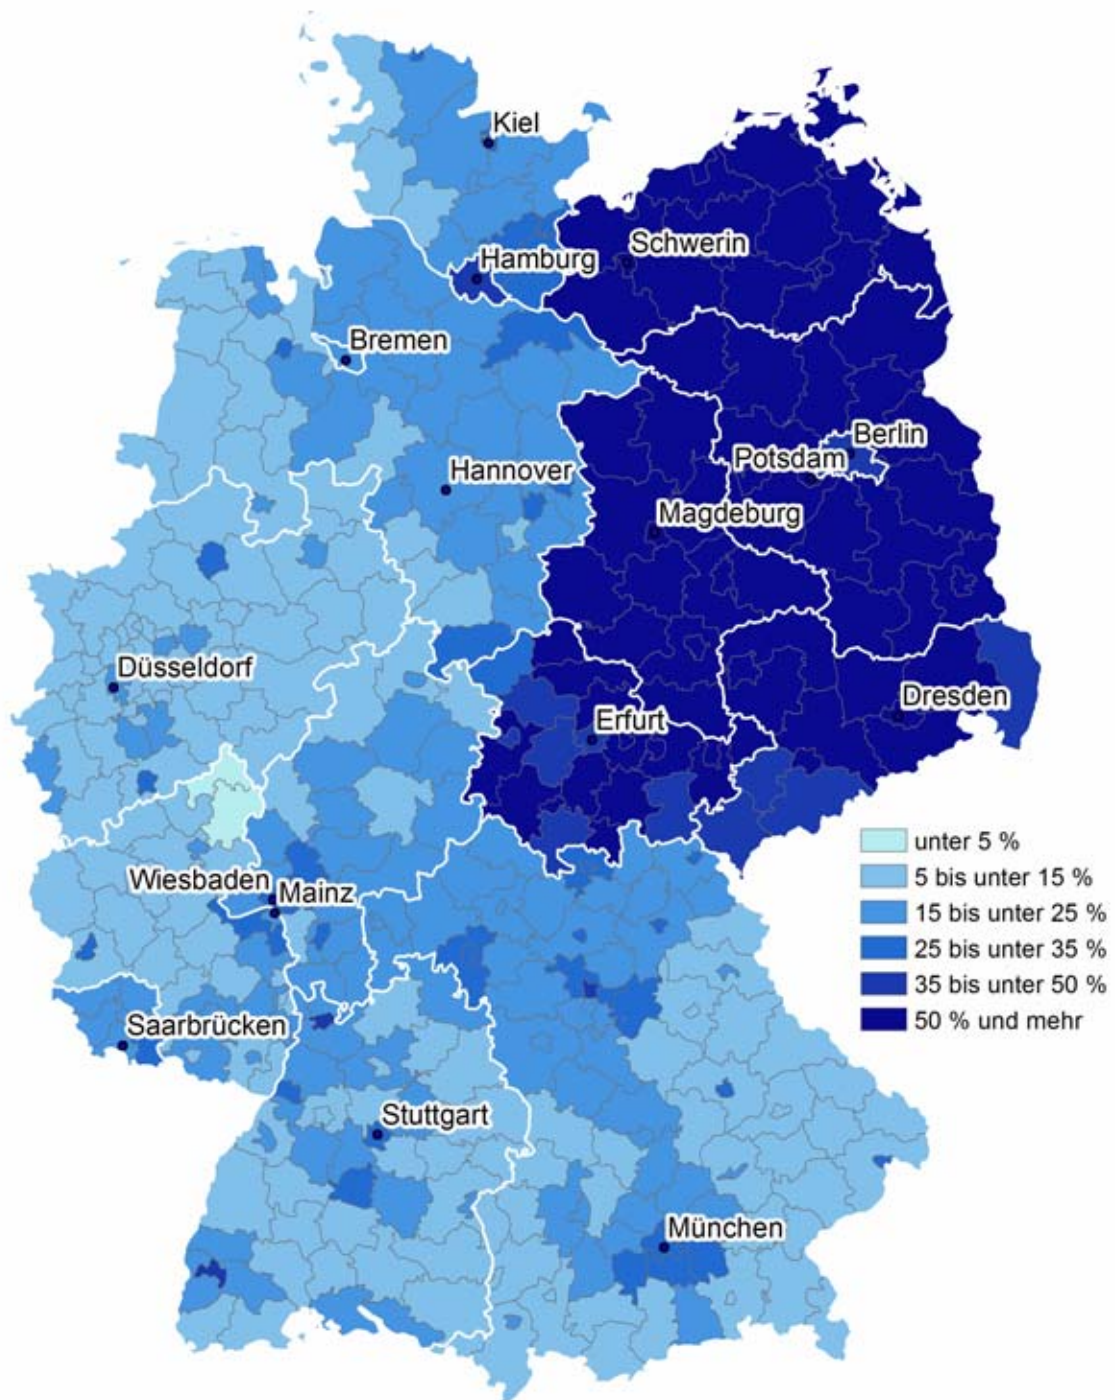 Kiel
Schwerin
Hamburg
Bremen
Berlin
Potsdam
Hannover
Magdeburg
Düsseldorf
Dresden
Erfurt
unter 5 %
5 bis unter 15 %
Wiesbaden
Mainz
15 bis unter 25 %
25 bis unter 35 %
35 bis unter 50 %
50 % und mehr
Saarbrücken
Stuttgart
München